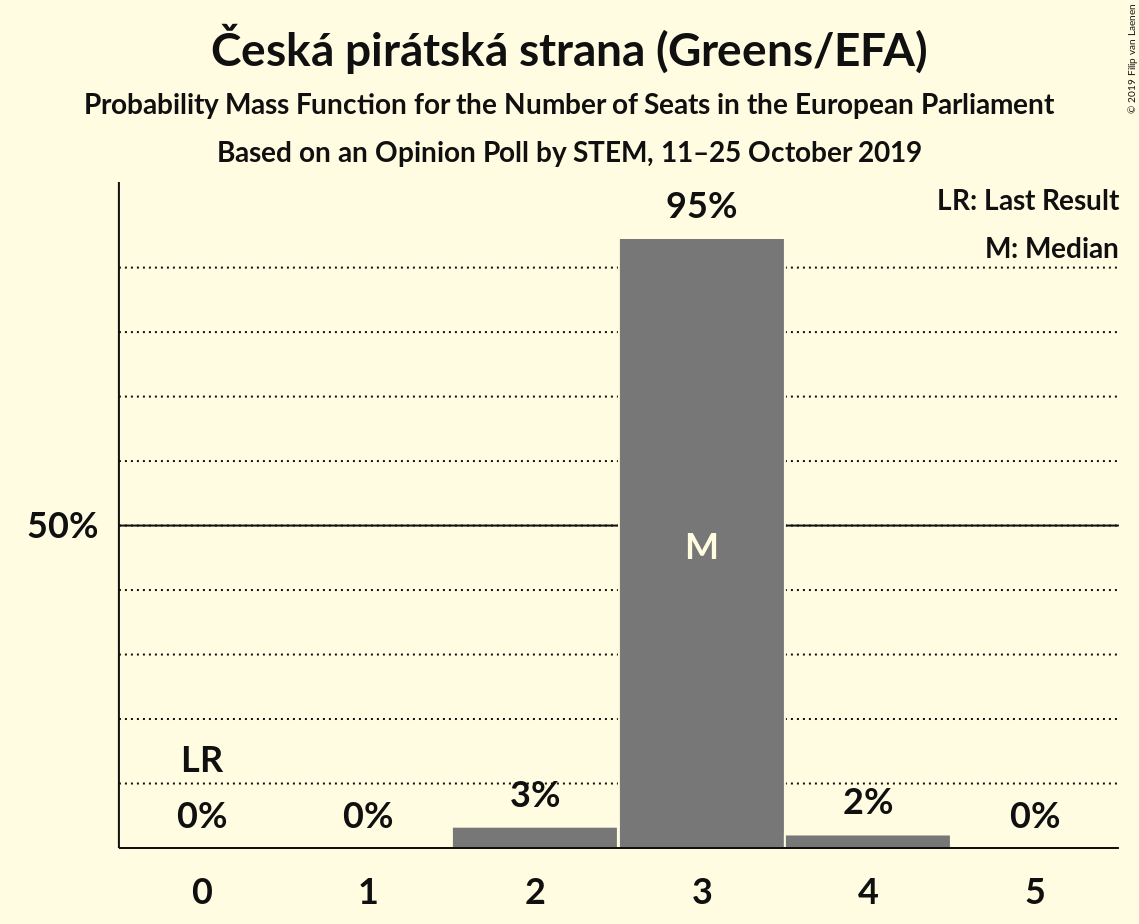 Česká pirátská strana (Greens/EFA)
Probability Mass Function for the Number of Seats in the European Parliament
Based on an Opinion Poll by STEM, 11–25 October 2019
© 2019 Filip van Laenen
LR: Last Result
M: Median
95%
50%
M
LR
0%
0%
3%
2%
0%
0
1
2
3
4
5